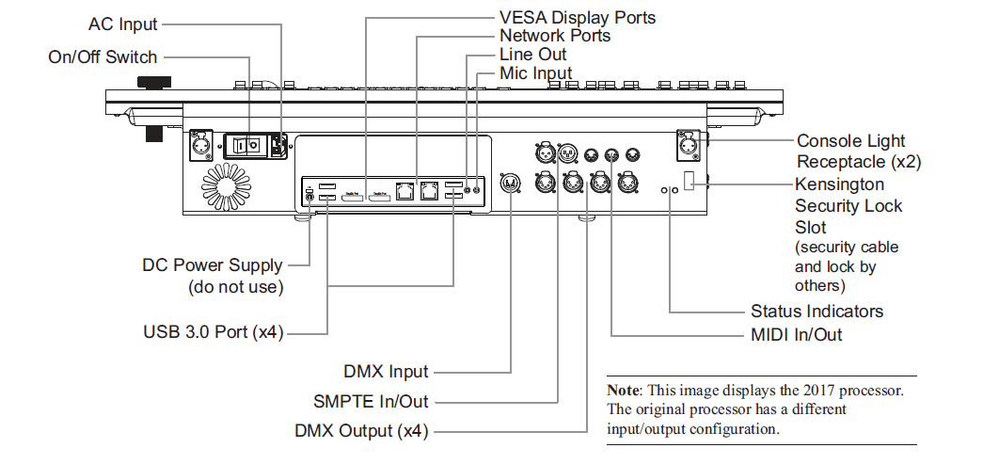 AC Input
On/Off Switch
VESA Display Ports
Network Ports
Line Out
Mic Input
Console Light
Receptacle (x2)
Kensington
Security Lock
Slot
(security cable
and lock by
others)
DC Power Supply
(do not use)
USB 3.0 Port (x4)
Status Indicators
MIDI In/Out
DMX Input
SMPTE In/Out
DMX Output (x4)
Note: This image displays the 2017 processor.
The original processor has a different
input/output configuration.